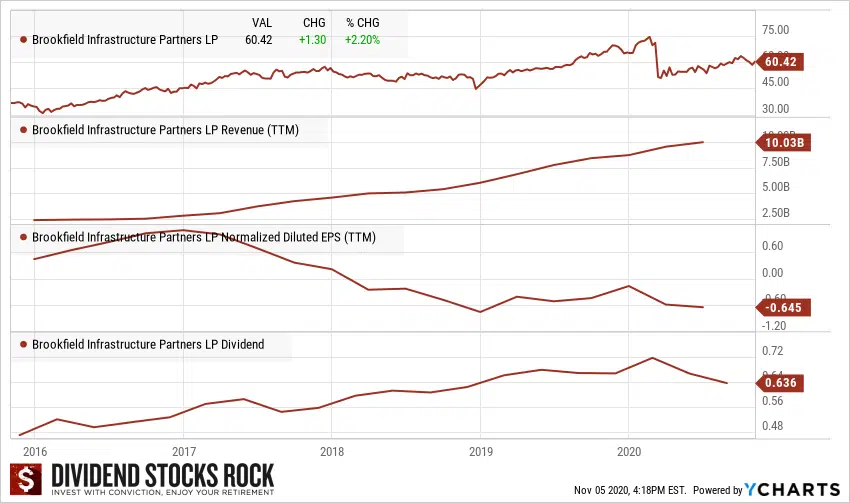 VAL CHG % CHG
Brookfield Infrastructure Partners LP 60.42 +1.30 +2.20%
75.00
60.42
45.00
30.00
Brookfield Infrastructure Partners LP Revenue (TTM)
10.03B
7.50B
5.00B
2.50B
Brookfield Infrastructure Partners LP Normalized Diluted EPS (TTM)
0.60
0.00
-0.645
-1.20
Brookfield Infrastructure Partners LP Dividend
0.72
0.636
0.56
0.48
2016 2017 2018 2019 2020
$ DIVIDEND STOCKS ROCK
INVEST WITH CONVICTION, ENJOY YOUR RETIREMENT
Nov 05 2020, 4:18PM EST. Powered by YCHARTS